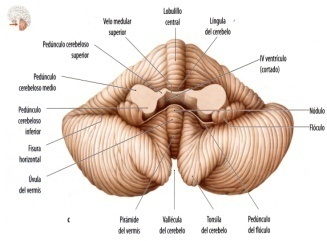 Lobulillo
central
Velo medular
superior
Língula
del cerebelo
Pedúnculo cerebeloso
superior
IV ventrículo
(cortado)
Pedúnculo
cerebeloso medio
Pedúnculo
cerebeloso
inferior
Nódulo
Flóculo
Fisura
horizontal
Úvula
del vermis
c
Pirámide
del vermis
Vallécula
del cerebelo
Tonsila
del cerebelo
Pedúnculo
del flóculo